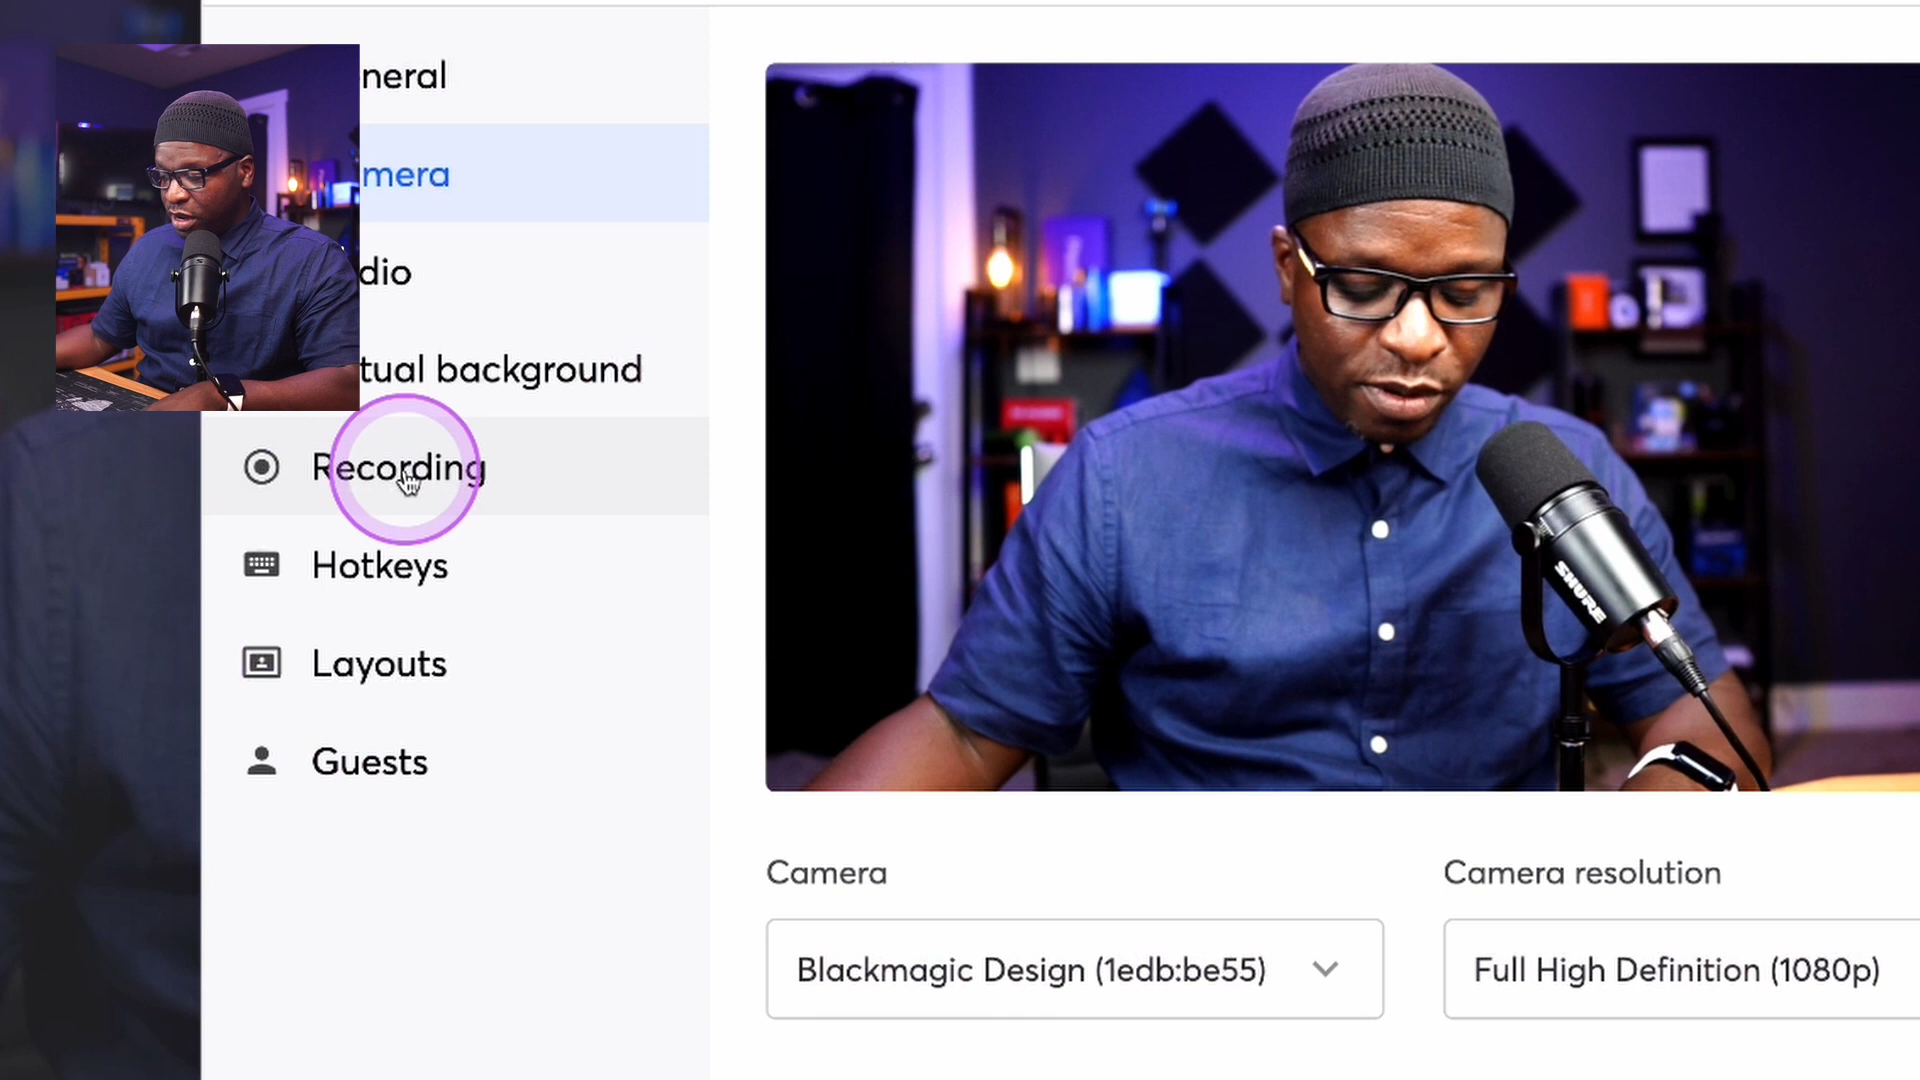 neral
mera
dio
tual background
Recording
Hotkeys
Layouts
Guests
SHURE
Camera
Camera resolution
Blackmagic Design (1edb:be55)
Full High Definition (1080p)